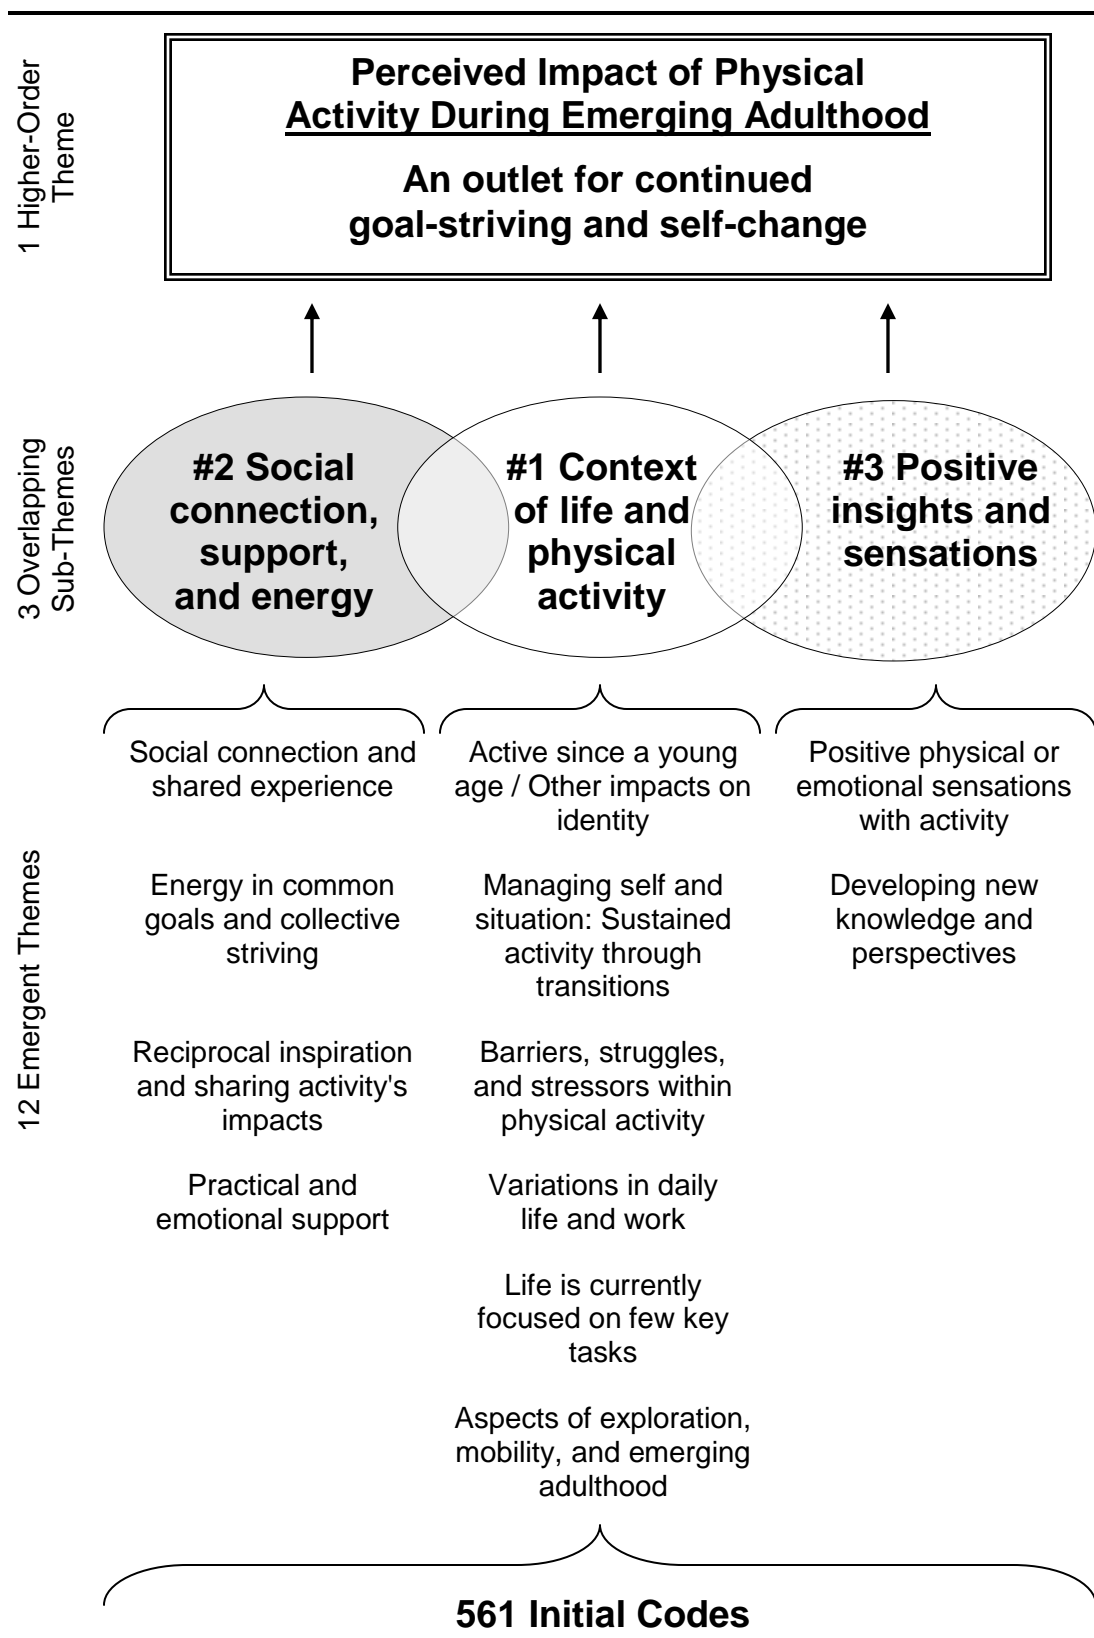 1 Higher-Order
Theme
Perceived Impact of Physical
Activity During Emerging Adulthood
An outlet for continued
goal-striving and self-change
3 Overlapping
Sub-Themes
#2 Social
connection,
support,
and energy
#1 Context
of life and
physical
activity
#3 Positive
insights and
sensations
12 Emergent Themes
Social connection and
shared experience
Energy in common
goals and collective
striving
Reciprocal inspiration
and sharing activity's
impacts
Practical and
emotional support
Active since a young
age / Other impacts on
identity
Managing self and
situation: Sustained
activity through
transitions
Barriers, struggles,
and stressors within
physical activity
Variations in daily
life and work
Life is currently
focused on few key
tasks
Aspects of exploration,
mobility, and emerging
adulthood
Positive physical or
emotional sensations
with activity
Developing new
knowledge and
perspectives
561 Initial Codes